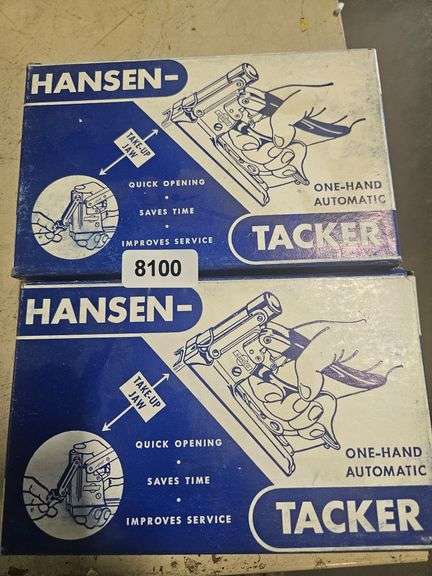 HANSEN-
TAKE-UP
JAW
QUICK OPENING
SAVES TIME
IMPROVES SERVICE
ONE-HAND
AUTOMATIC
TACKER
8100
HANSEN-
TAKE-UP
JAW
QUICK OPENING
SAVES TIME
IMPROVES SERVICE
ONE-HAND
AUTOMATIC
TACKER